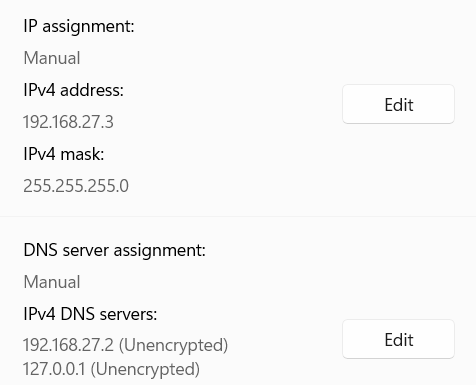 IP assignment:
Manual
IPv4 address:
192.168.27.3
Edit
IPv4 mask:
255.255.255.0
DNS server assignment:
Manual
IPv4 DNS servers:
192.168.27.2 (Unencrypted)
127.0.0.1 (Unencrypted)
Edit